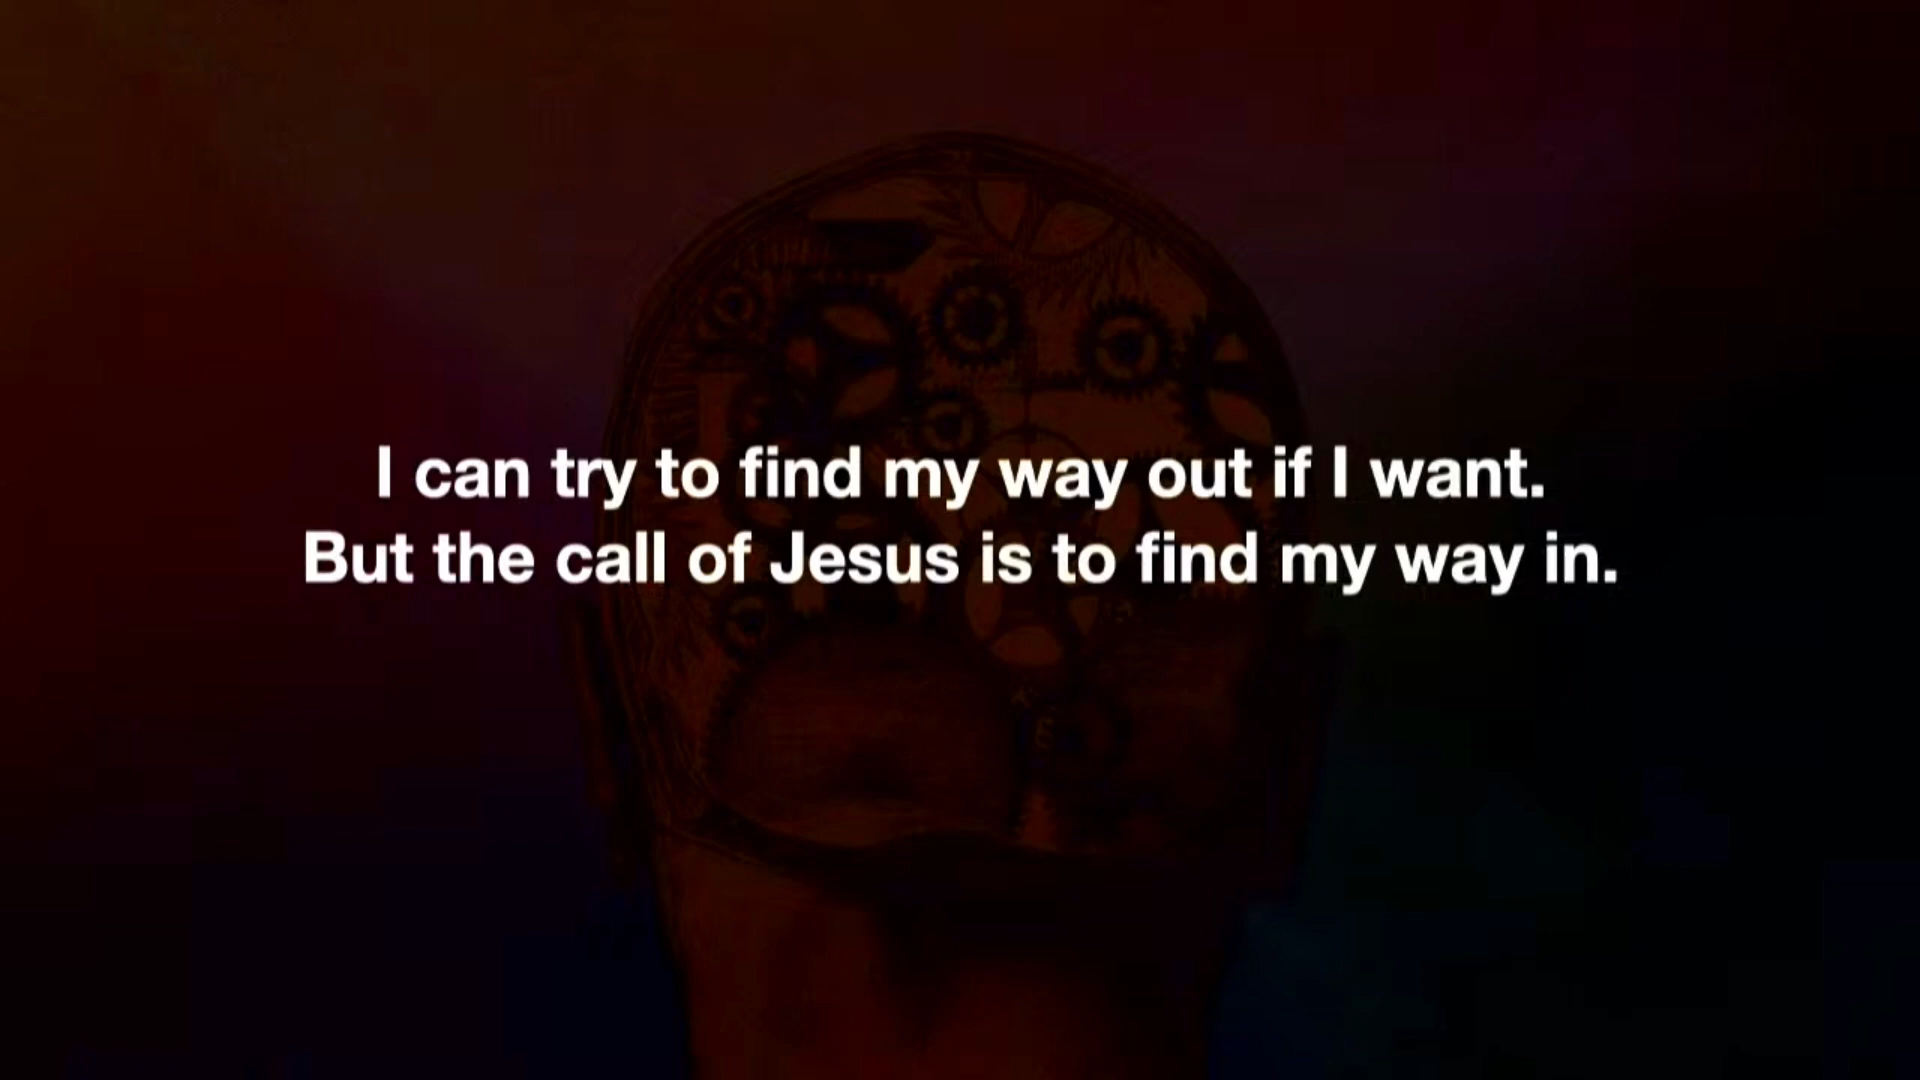 I can try to find my way out if I want.
But the call of Jesus is to find my way in.